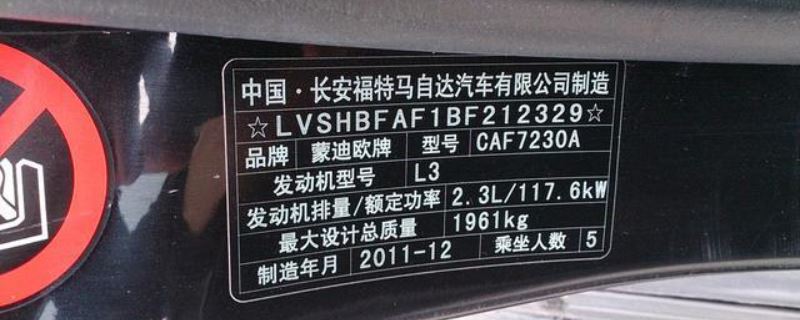 中国·长安福特马自达汽车有限公司制造
☆LVSHBFAF1BF212329☆
品牌 蒙迪欧牌 型号 CAF7230A
发动机型号 L3
发动机排量/额定功率 2.3L/117.6kW
最大设计总质量 1961kg
制造年月 2011-12 乘坐人数 5